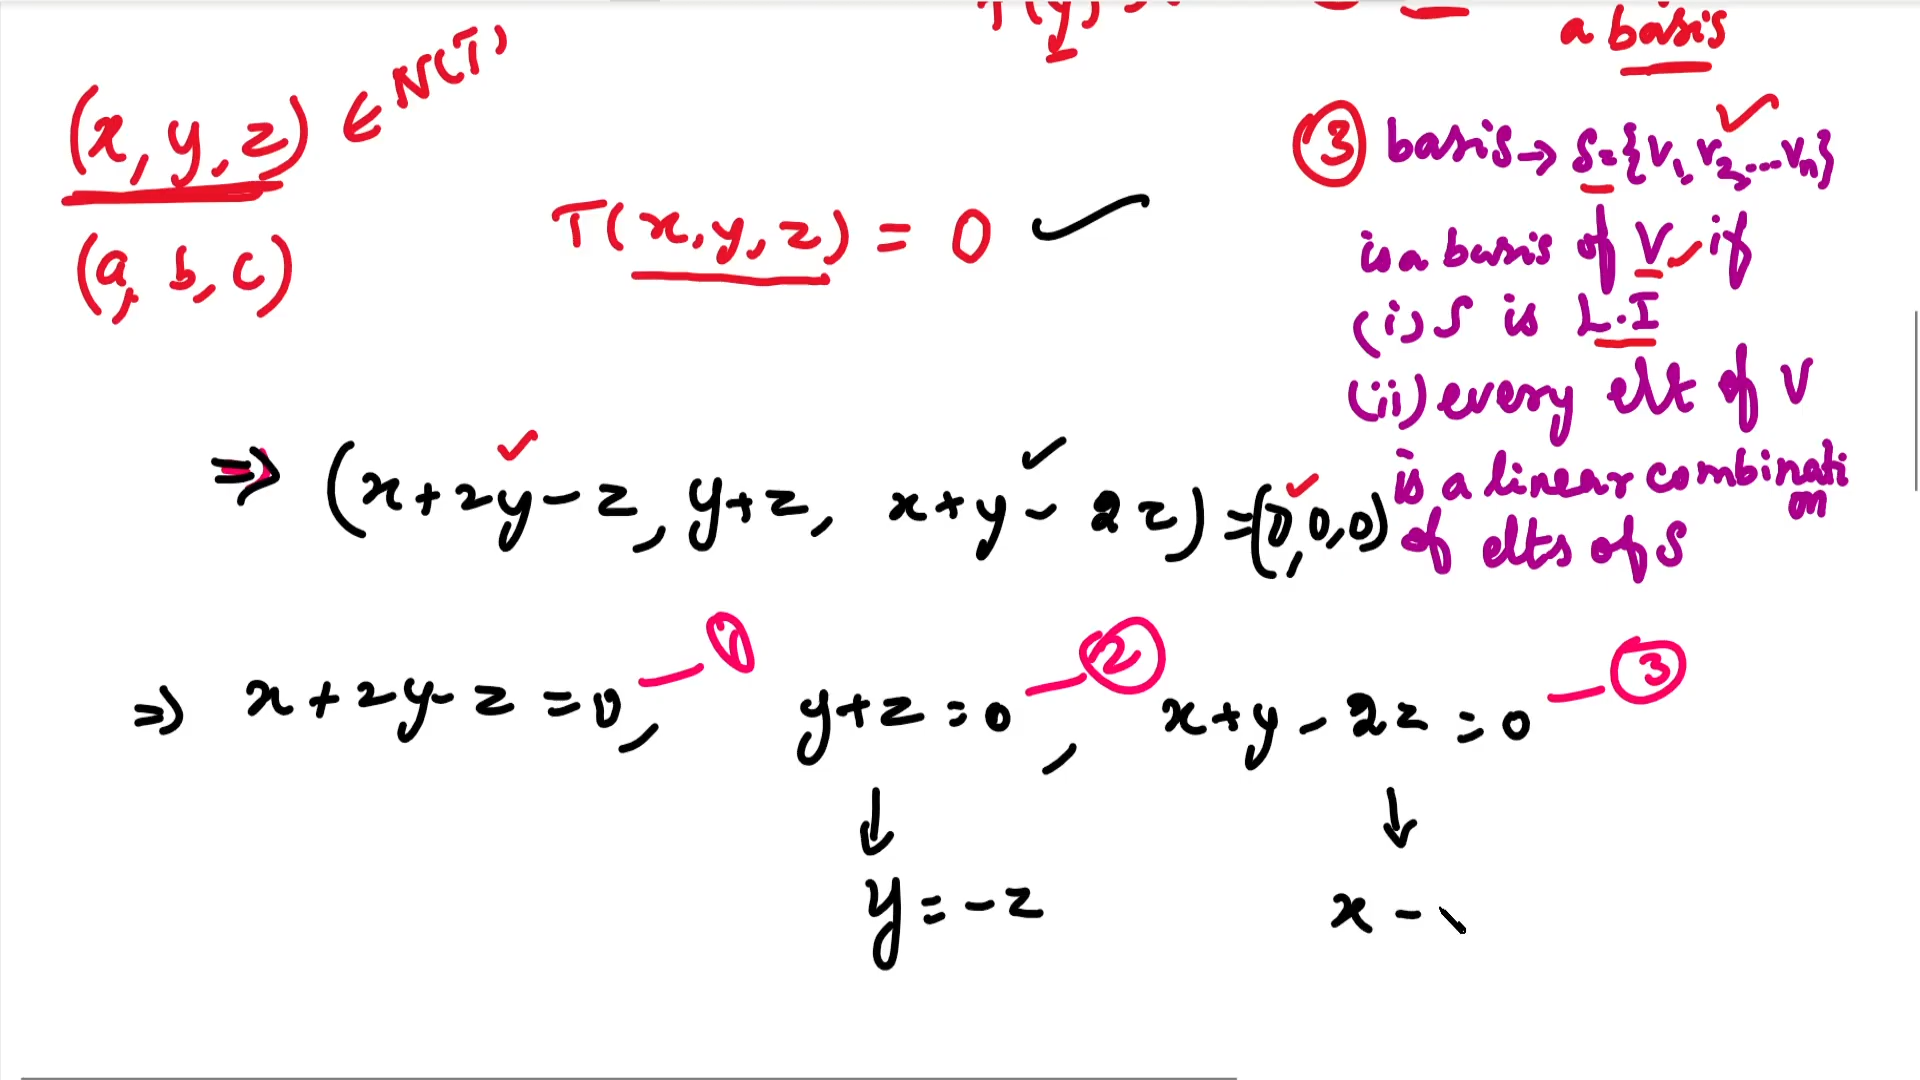 a basis
(x, y, z) ∈ N(T)
(a, b, c)
T(x, y, z) = 0
③ basis → S = {V1, V2, ... Vn}
is a basis of V if
(i) S is L.I
(ii) every elt of V
is a linear combination
of elts of S
⇒ (x+2y-z, y+z, x+y-2z) = (0,0,0)
⇒ x+2y-z=0, — ① y+z=0, — ② x+y-2z=0 — ③
↓ ↓
y = -z x -